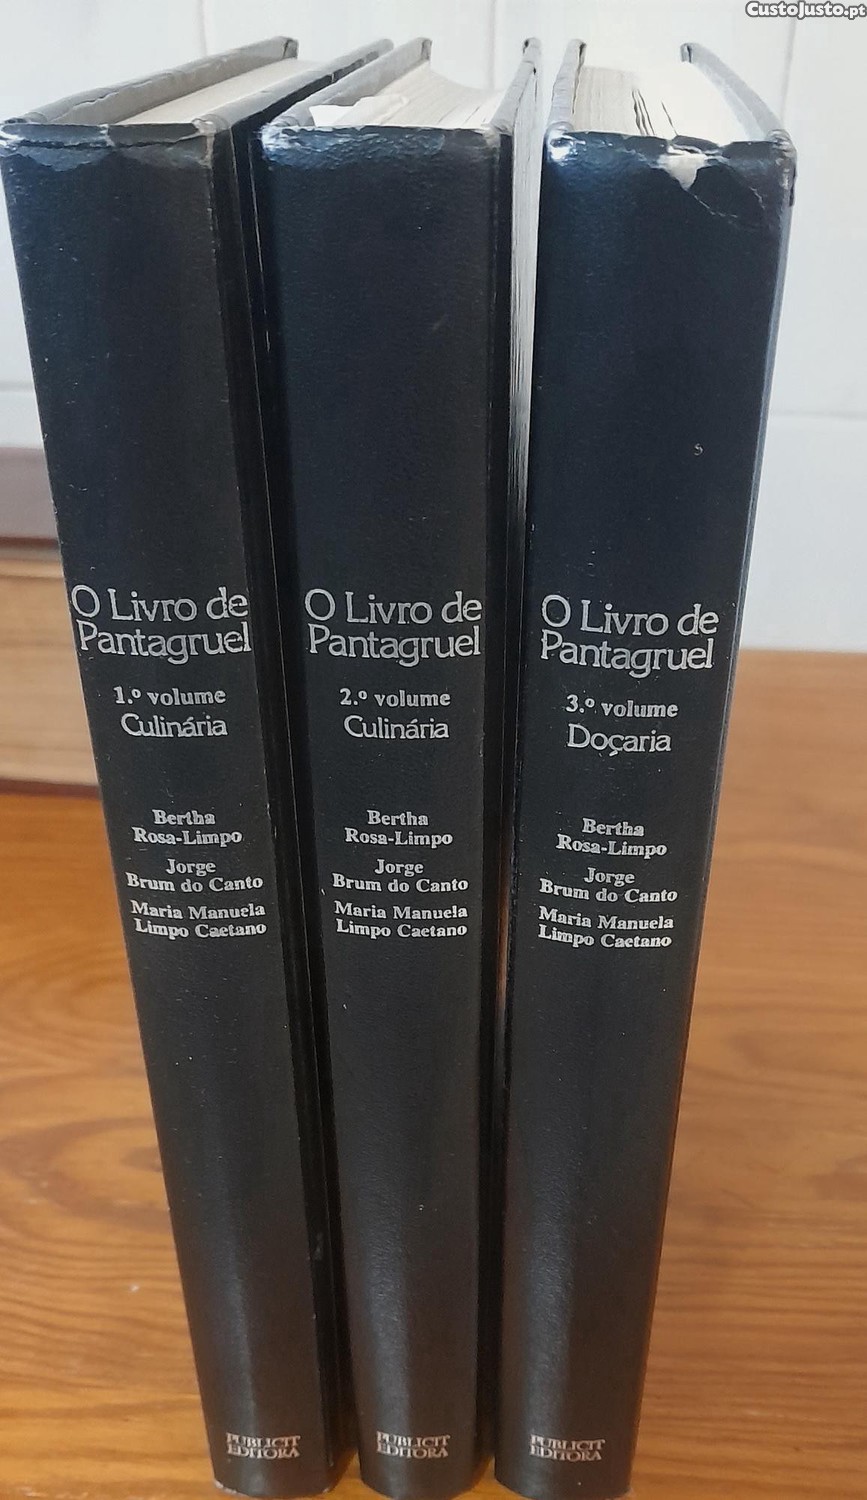 CustoJusto.pt
O Livro de
Pantagruel
1.º volume
Culinária
Bertha
Rosa-Limpo
Jorge
Brum do Canto
Maria Manuela
Limpo Caetano
PUBLICIT
EDITORA
O Livro de
Pantagruel
2.º volume
Culinária
Bertha
Rosa-Limpo
Jorge
Brum do Canto
Maria Manuela
Limpo Caetano
PUBLICIT
EDITORA
O Livro de
Pantagruel
3.º volume
Doçaria
Bertha
Rosa-Limpo
Jorge
Brum do Canto
Maria Manuela
Limpo Caetano
PUBLICIT
EDITORA